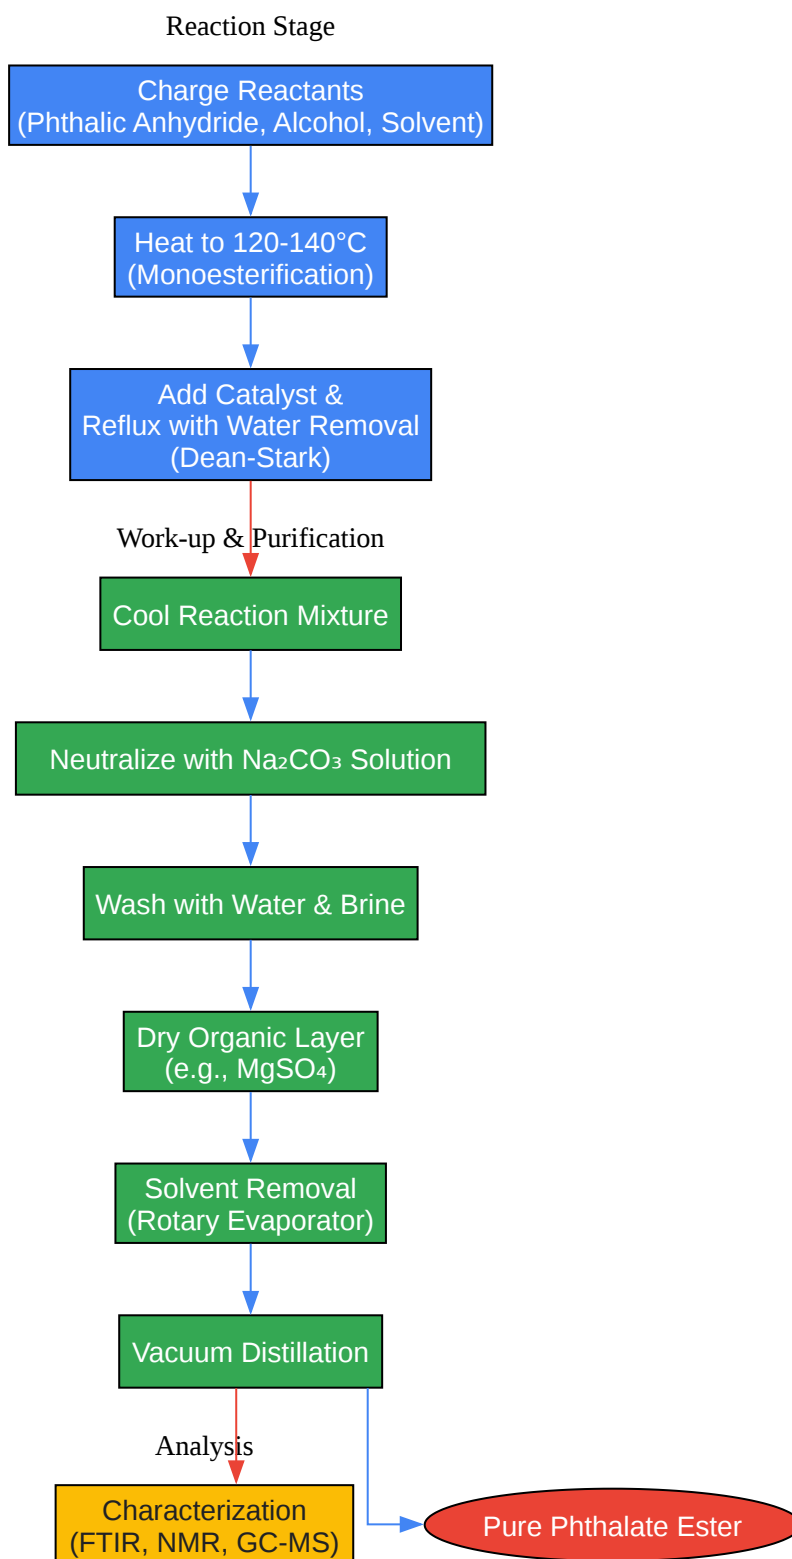 Reaction Stage
Charge Reactants
(Phthalic Anhydride, Alcohol, Solvent)
Heat to 120-140°C
(Monoesterification)
Add Catalyst &
Reflux with Water Removal
(Dean-Stark)
Work-up & Purification
Cool Reaction Mixture
Neutralize with Na₂CO₃ Solution
Wash with Water & Brine
Dry Organic Layer
(e.g., MgSO₄)
Solvent Removal
(Rotary Evaporator)
Vacuum Distillation
Analysis
Characterization
(FTIR, NMR, GC-MS)
Pure Phthalate Ester